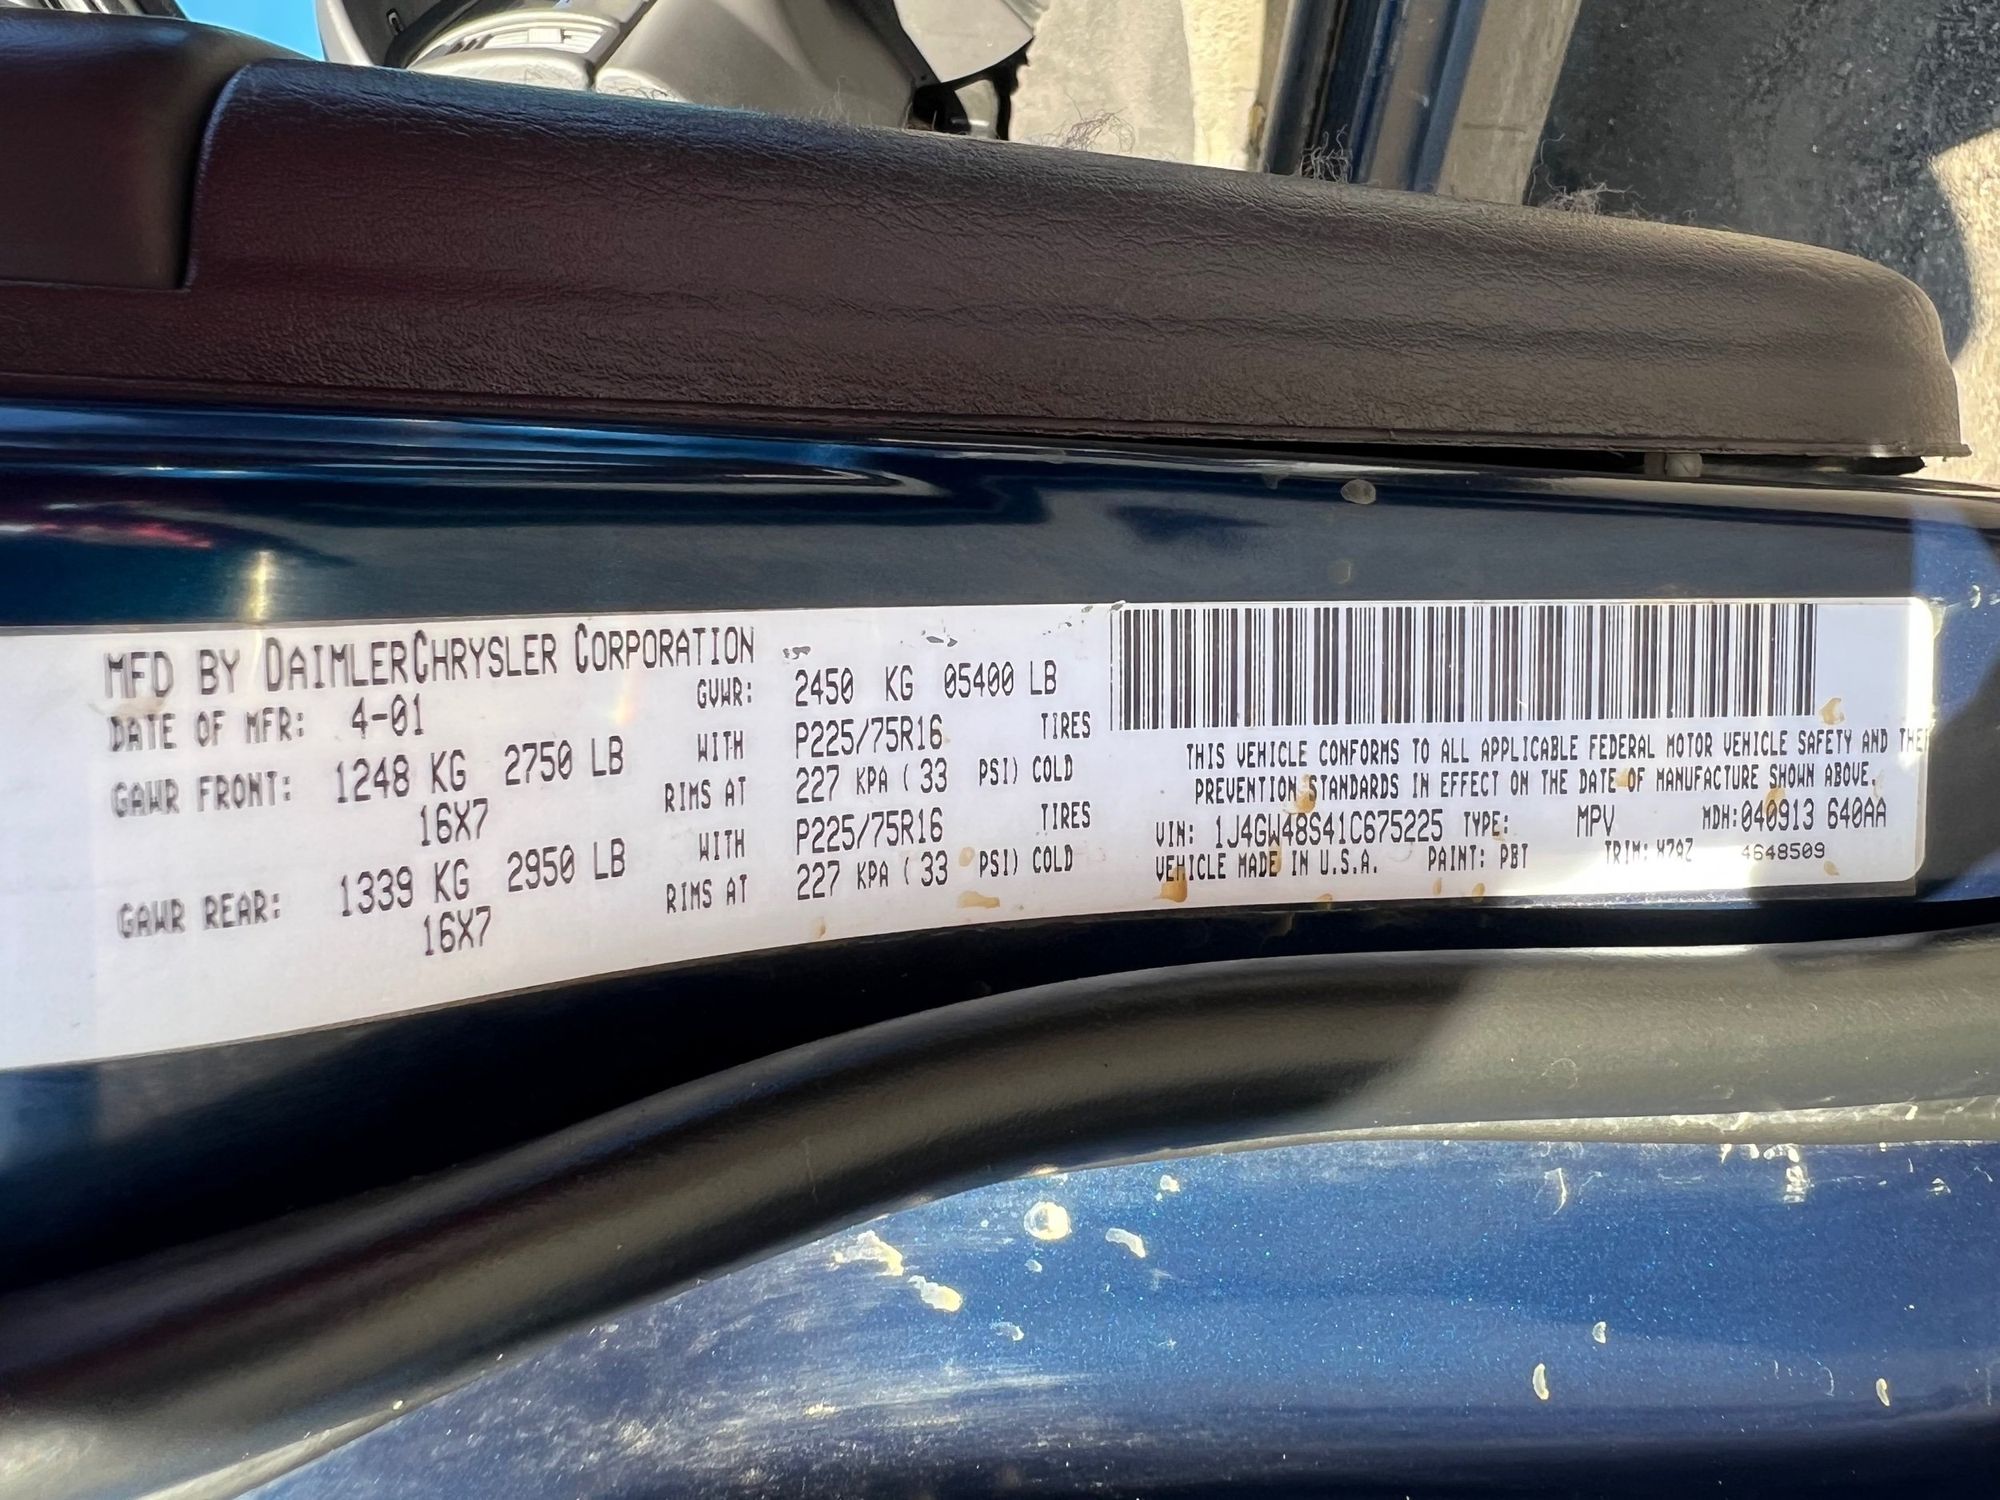 MFD BY DAIMLERCHRYSLER CORPORATION
DATE OF MFR: 4-01 GVWR: 2450 KG 05400 LB
GAWR FRONT: 1248 KG 2750 LB WITH P225/75R16 TIRES
16X7 RIMS AT 227 KPA ( 33 PSI) COLD
GAWR REAR: 1339 KG 2950 LB WITH P225/75R16 TIRES
16X7 RIMS AT 227 KPA ( 33 PSI) COLD
THIS VEHICLE CONFORMS TO ALL APPLICABLE FEDERAL MOTOR VEHICLE SAFETY AND THE
PREVENTION STANDARDS IN EFFECT ON THE DATE OF MANUFACTURE SHOWN ABOVE.
VIN: 1J4GW48S41C675225 TYPE: MPV MDH:040913 640AA
VEHICLE MADE IN U.S.A. PAINT: PBT TRIM: 4648509